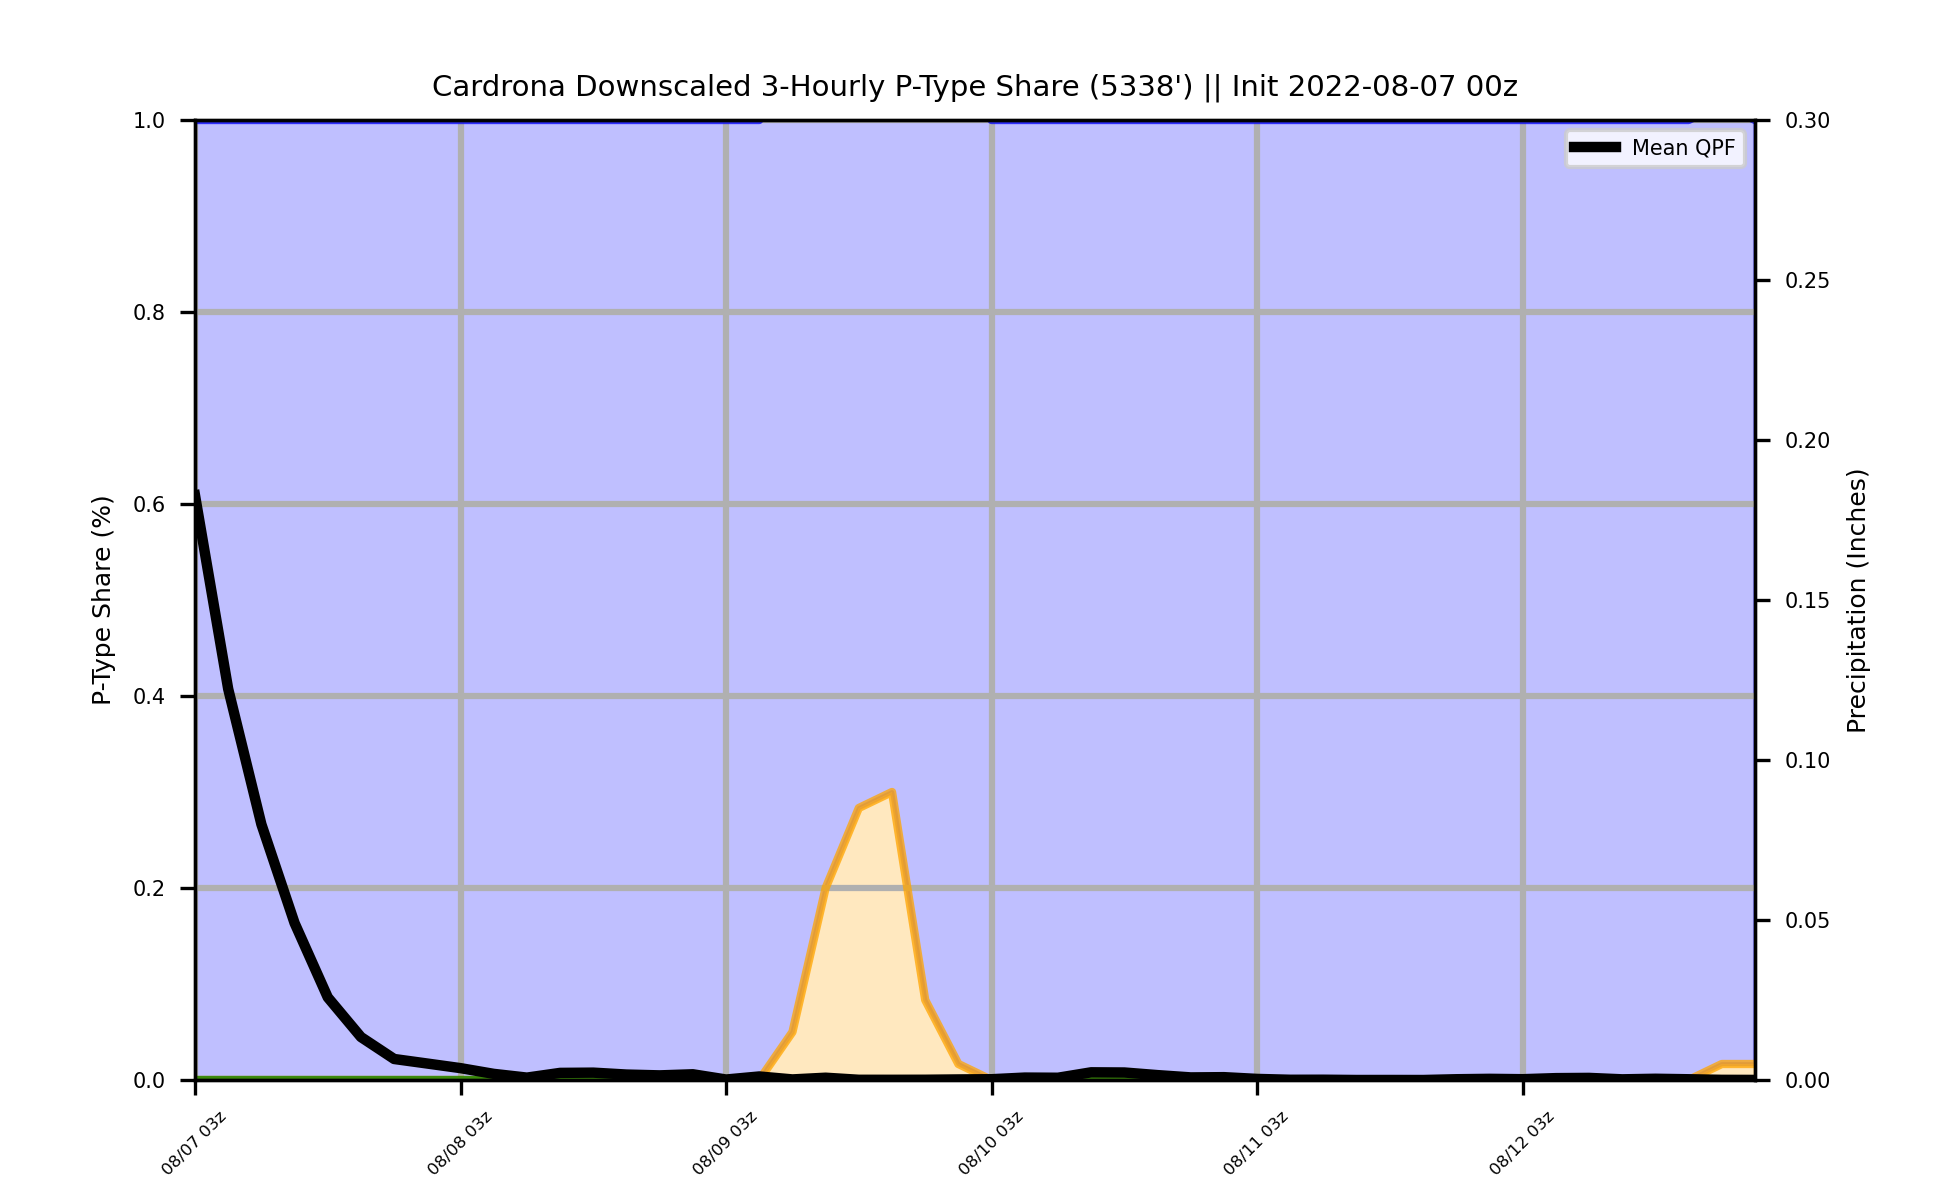 Cardrona Downscaled 3-Hourly P-Type Share (5338') || Init 2022-08-07 00z
Mean QPF
P-Type Share (%)
1.0
0.8
0.6
0.4
0.2
0.0
0.30
0.25
0.20
0.15
0.10
0.05
0.00
Precipitation (Inches)
08/07 03z
08/08 03z
08/09 03z
08/10 03z
08/11 03z
08/12 03z